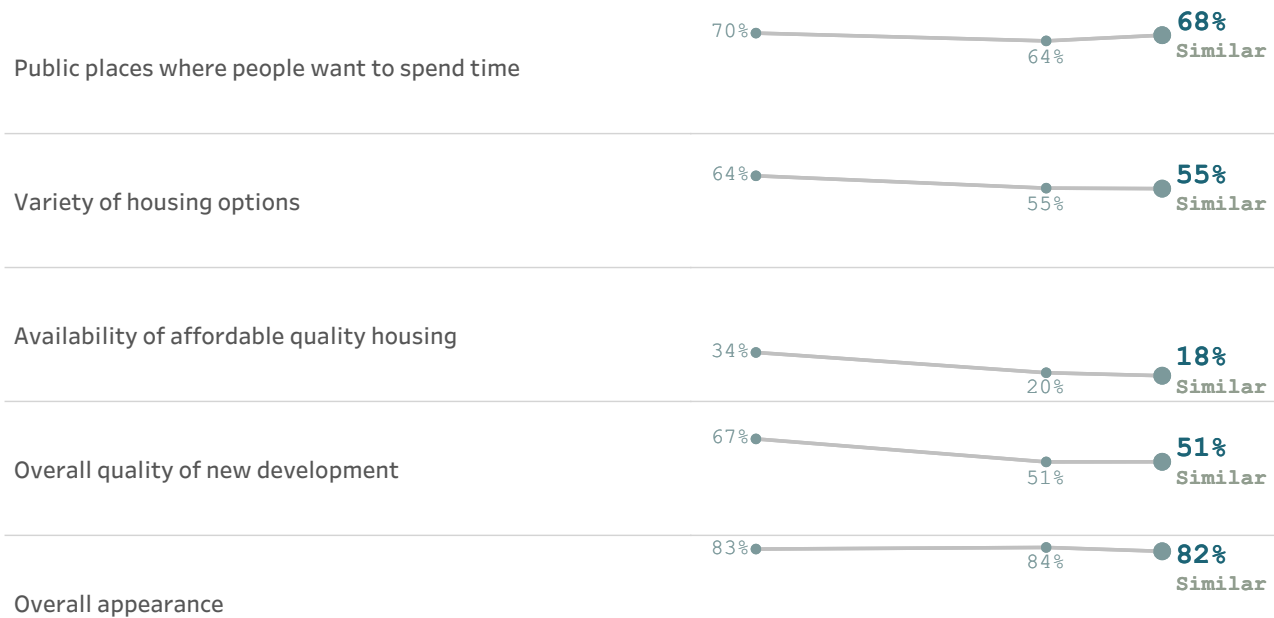 70%
64%
68%
Similar
Public places where people want to spend time
64%
55%
55%
Similar
Variety of housing options
34%
20%
18%
Similar
Availability of affordable quality housing
67%
51%
51%
Similar
Overall quality of new development
83%
84%
82%
Similar
Overall appearance